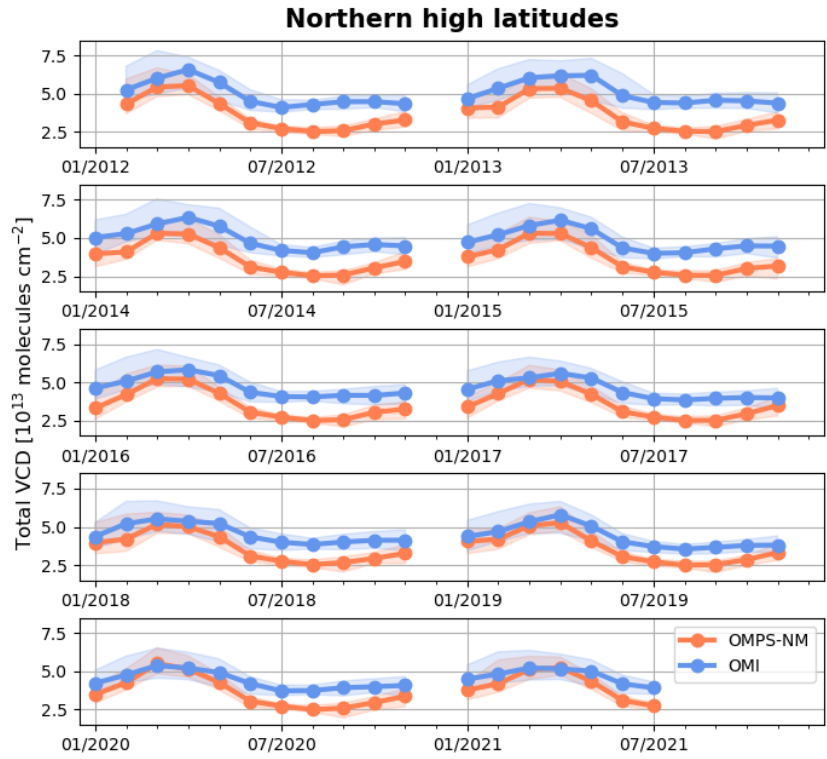 Northern high latitudes
Total VCD [10¹³ molecules cm⁻²]
7.5
5.0
2.5
01/2012 07/2012 01/2013 07/2013
7.5
5.0
2.5
01/2014 07/2014 01/2015 07/2015
7.5
5.0
2.5
01/2016 07/2016 01/2017 07/2017
7.5
5.0
2.5
01/2018 07/2018 01/2019 07/2019
OMPS-NM
OMI
7.5
5.0
2.5
01/2020 07/2020 01/2021 07/2021